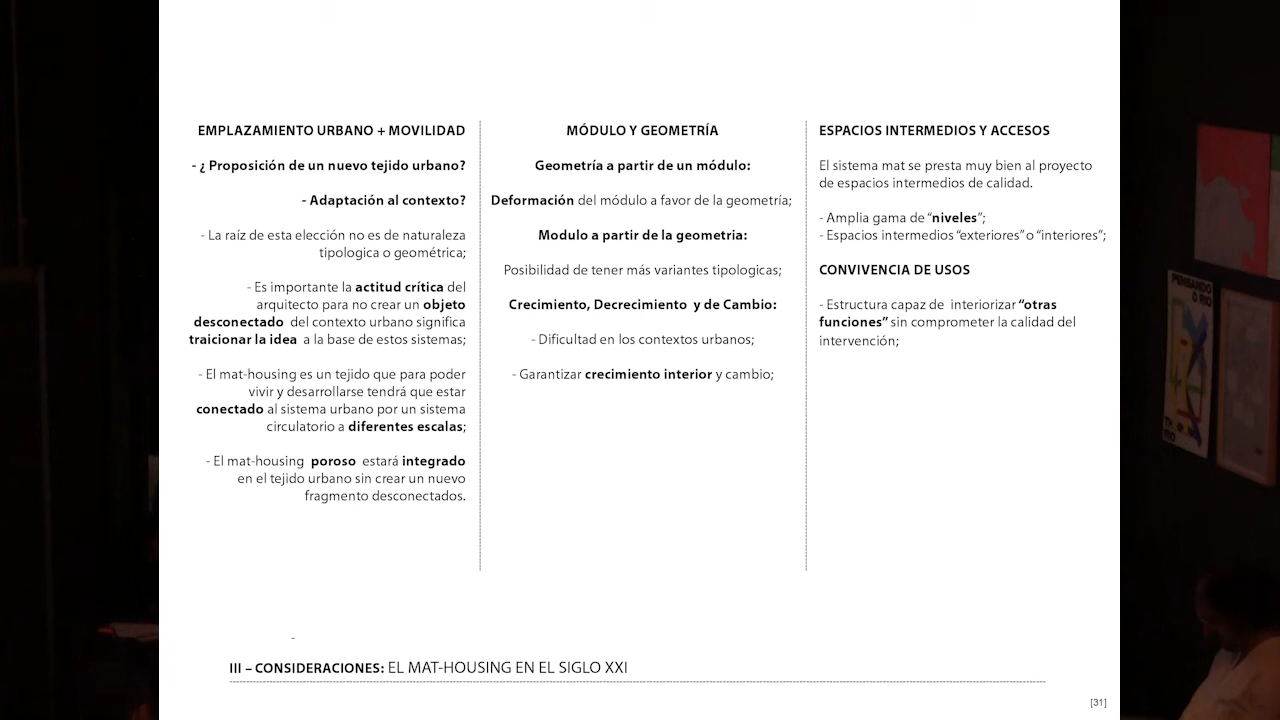 EMPLAZAMIENTO URBANO + MOVILIDAD
- ¿ Proposición de un nuevo tejido urbano?
- Adaptación al contexto?
- La raíz de esta elección no es de naturaleza
tipologica o geométrica;
- Es importante la actitud crítica del
arquitecto para no crear un objeto
desconectado del contexto urbano significa
traicionar la idea a la base de estos sistemas;
- El mat-housing es un tejido que para poder
vivir y desarrollarse tendrá que estar
conectado al sistema urbano por un sistema
circulatorio a diferentes escalas;
- El mat-housing poroso estará integrado
en el tejido urbano sin crear un nuevo
fragmento desconectados.
MÓDULO Y GEOMETRÍA
Geometría a partir de un módulo:
Deformación del módulo a favor de la geometría;
Modulo a partir de la geometria:
Posibilidad de tener más variantes tipologicas;
Crecimiento, Decrecimiento y de Cambio:
- Dificultad en los contextos urbanos;
- Garantizar crecimiento interior y cambio;
ESPACIOS INTERMEDIOS Y ACCESOS
El sistema mat se presta muy bien al proyecto
de espacios intermedios de calidad.
- Amplia gama de “niveles”;
- Espacios intermedios “exteriores” o “interiores”;
CONVIVENCIA DE USOS
- Estructura capaz de interiorizar “otras
funciones” sin comprometer la calidad del
intervención;
-
III – CONSIDERACIONES: EL MAT-HOUSING EN EL SIGLO XXI
[31]
PENSANDO
O RIO